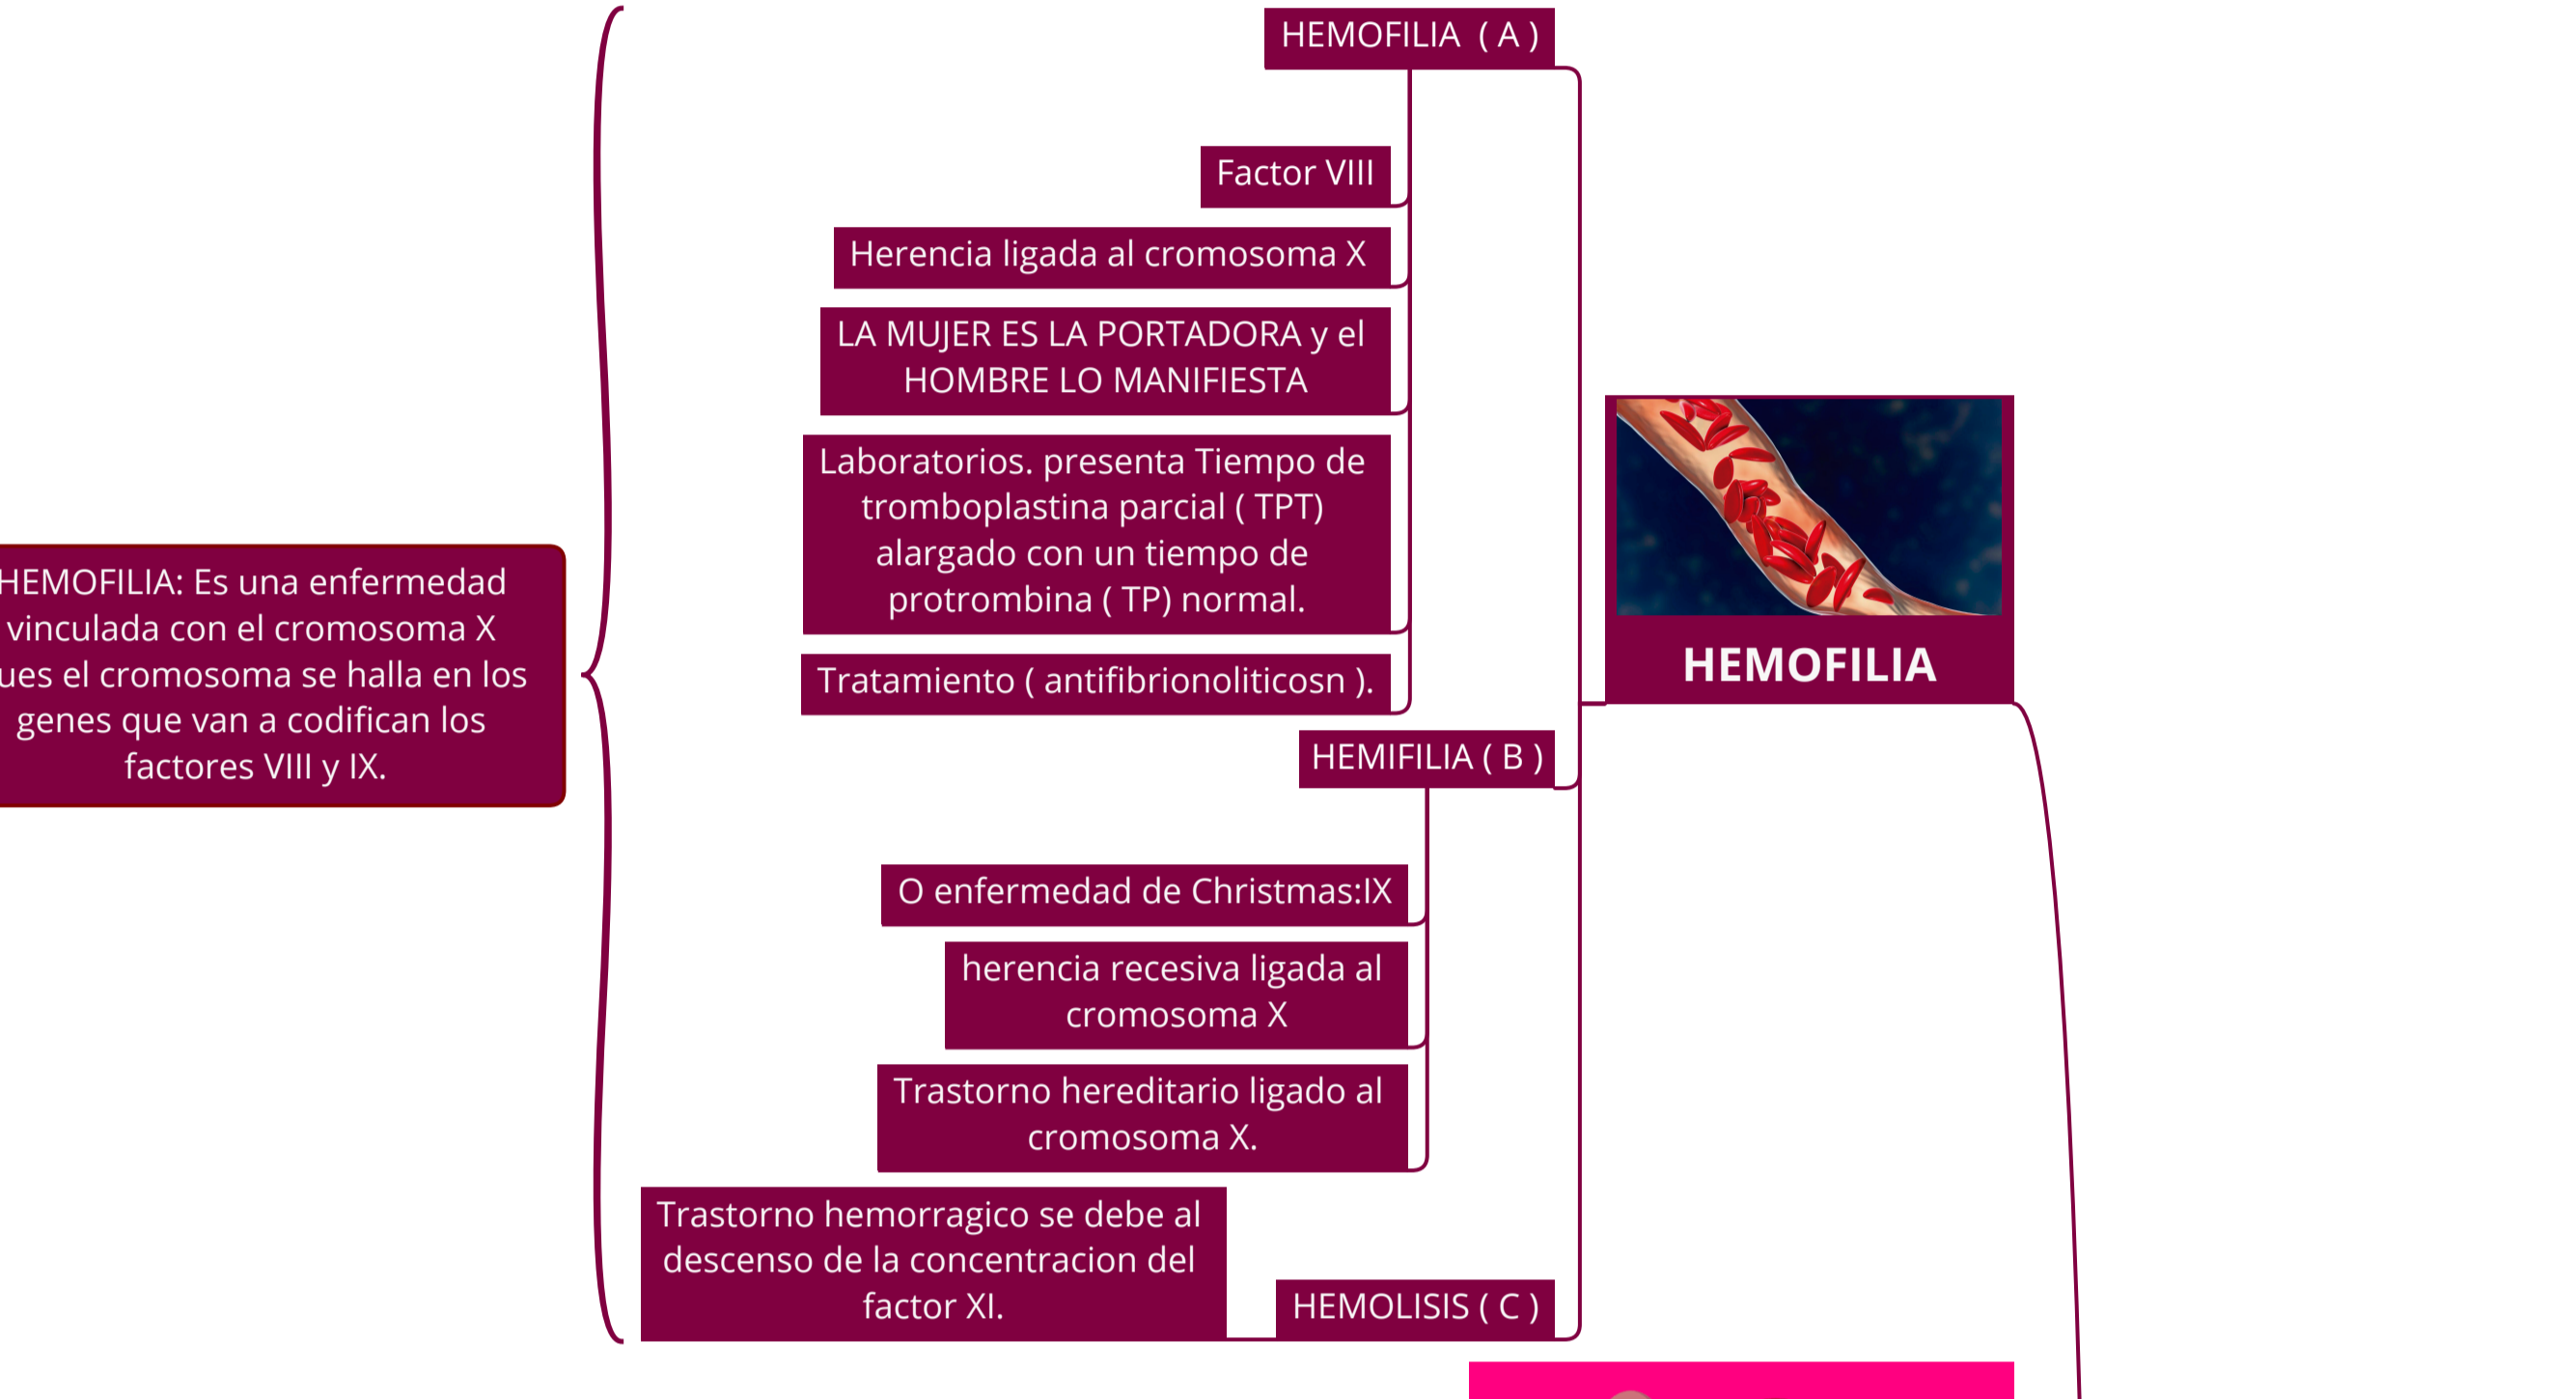 HEMOFILIA ( A )
Factor VIII
Herencia ligada al cromosoma X
LA MUJER ES LA PORTADORA y el
HOMBRE LO MANIFIESTA
Laboratorios. presenta Tiempo de
tromboplastina parcial ( TPT)
alargado con un tiempo de
protrombina ( TP) normal.
Tratamiento ( antifibrionoliticosn ).
HEMIFILIA ( B )
O enfermedad de Christmas:IX
herencia recesiva ligada al
cromosoma X
Trastorno hereditario ligado al
cromosoma X.
Trastorno hemorragico se debe al
descenso de la concentracion del
factor XI.
HEMOLISIS ( C )
HEMOFILIA
HEMOFILIA: Es una enfermedad
vinculada con el cromosoma X
el cromosoma se halla en los
genes que van a codifican los
factores VIII y IX.